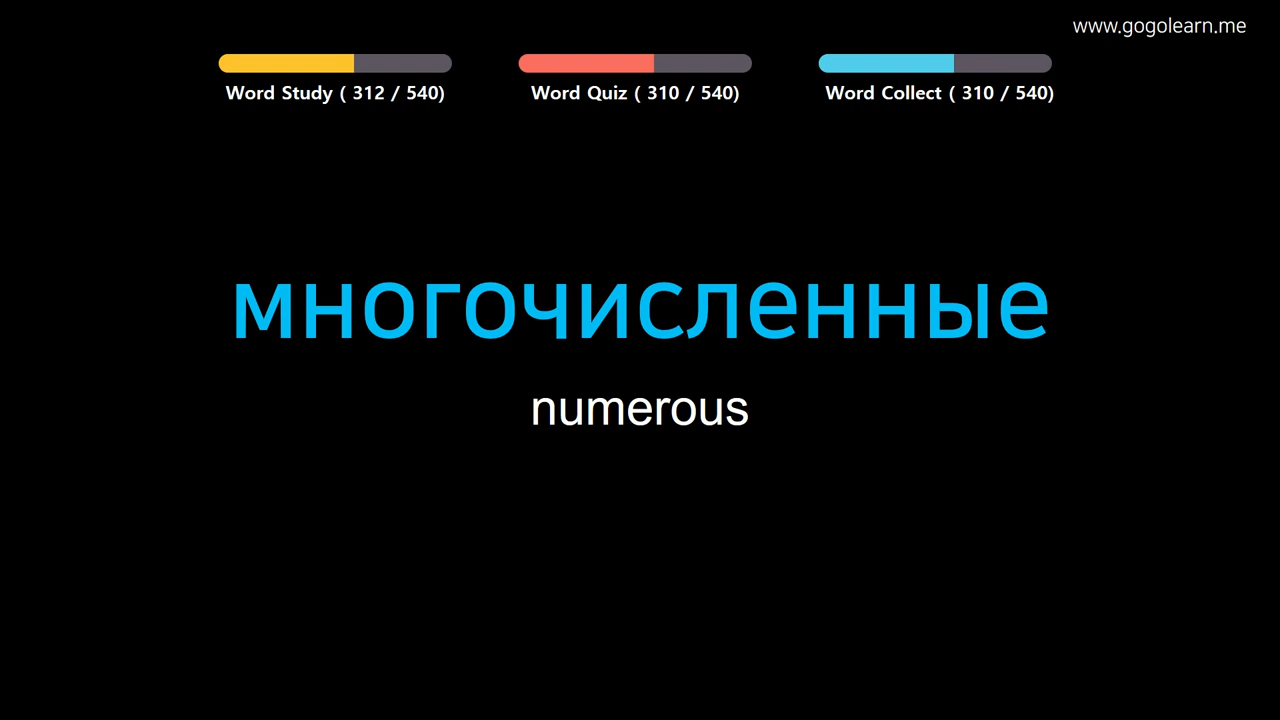 www.gogolearn.me
Word Study ( 312 / 540)
Word Quiz ( 310 / 540)
Word Collect ( 310 / 540)
многочисленные
numerous